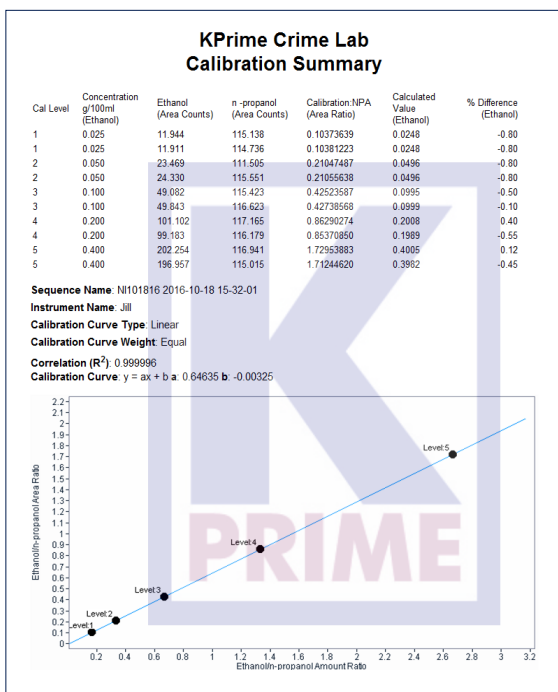 KPrime Crime Lab
Calibration Summary
Cal Level Concentration g/100ml (Ethanol) Ethanol (Area Counts) n -propanol (Area Counts) Calibration:NPA (Area Ratio) Calculated Value (Ethanol) % Difference (Ethanol)
1 0.025 11.944 115.138 0.10373639 0.0248 -0.80
1 0.025 11.911 114.736 0.10381223 0.0248 -0.80
2 0.050 23.469 111.505 0.21047487 0.0496 -0.80
2 0.050 24.330 115.551 0.21055638 0.0496 -0.80
3 0.100 49.082 115.423 0.42523587 0.0995 -0.50
3 0.100 49.843 116.623 0.42738568 0.0999 -0.10
4 0.200 101.102 117.165 0.86290274 0.2008 0.40
4 0.200 99.183 116.179 0.85370850 0.1989 -0.55
5 0.400 202.254 116.941 1.72953883 0.4005 0.12
5 0.400 196.957 115.015 1.71244620 0.3982 -0.45
Sequence Name: NI101816 2016-10-18 15-32-01
Instrument Name: Jill
Calibration Curve Type: Linear
Calibration Curve Weight: Equal
Correlation (R²): 0.999996
Calibration Curve: y = ax + b a: 0.64635 b: -0.00325
2.2
2.1
2
1.9
1.8
1.7
1.6
1.5
1.4
1.3
1.2
1.1
1
0.9
0.8
0.7
0.6
0.5
0.4
0.3
0.2
0.1
0
Ethanol/n-propanol Area Ratio
Level:5
Level:4
Level:3
Level:2
Level:1
0.2 0.4 0.6 0.8 1 1.2 1.4 1.6 1.8 2 2.2 2.4 2.6 2.8 3 3.2
Ethanol/n-propanol Amount Ratio
K
PRIME